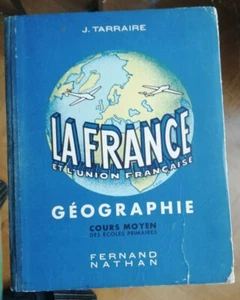 J. TARRAIRE
LA FRANCE
ET L'UNION FRANÇAISE
GÉOGRAPHIE
COURS MOYEN
DES ÉCOLES PRIMAIRES
FERNAND
NATHAN